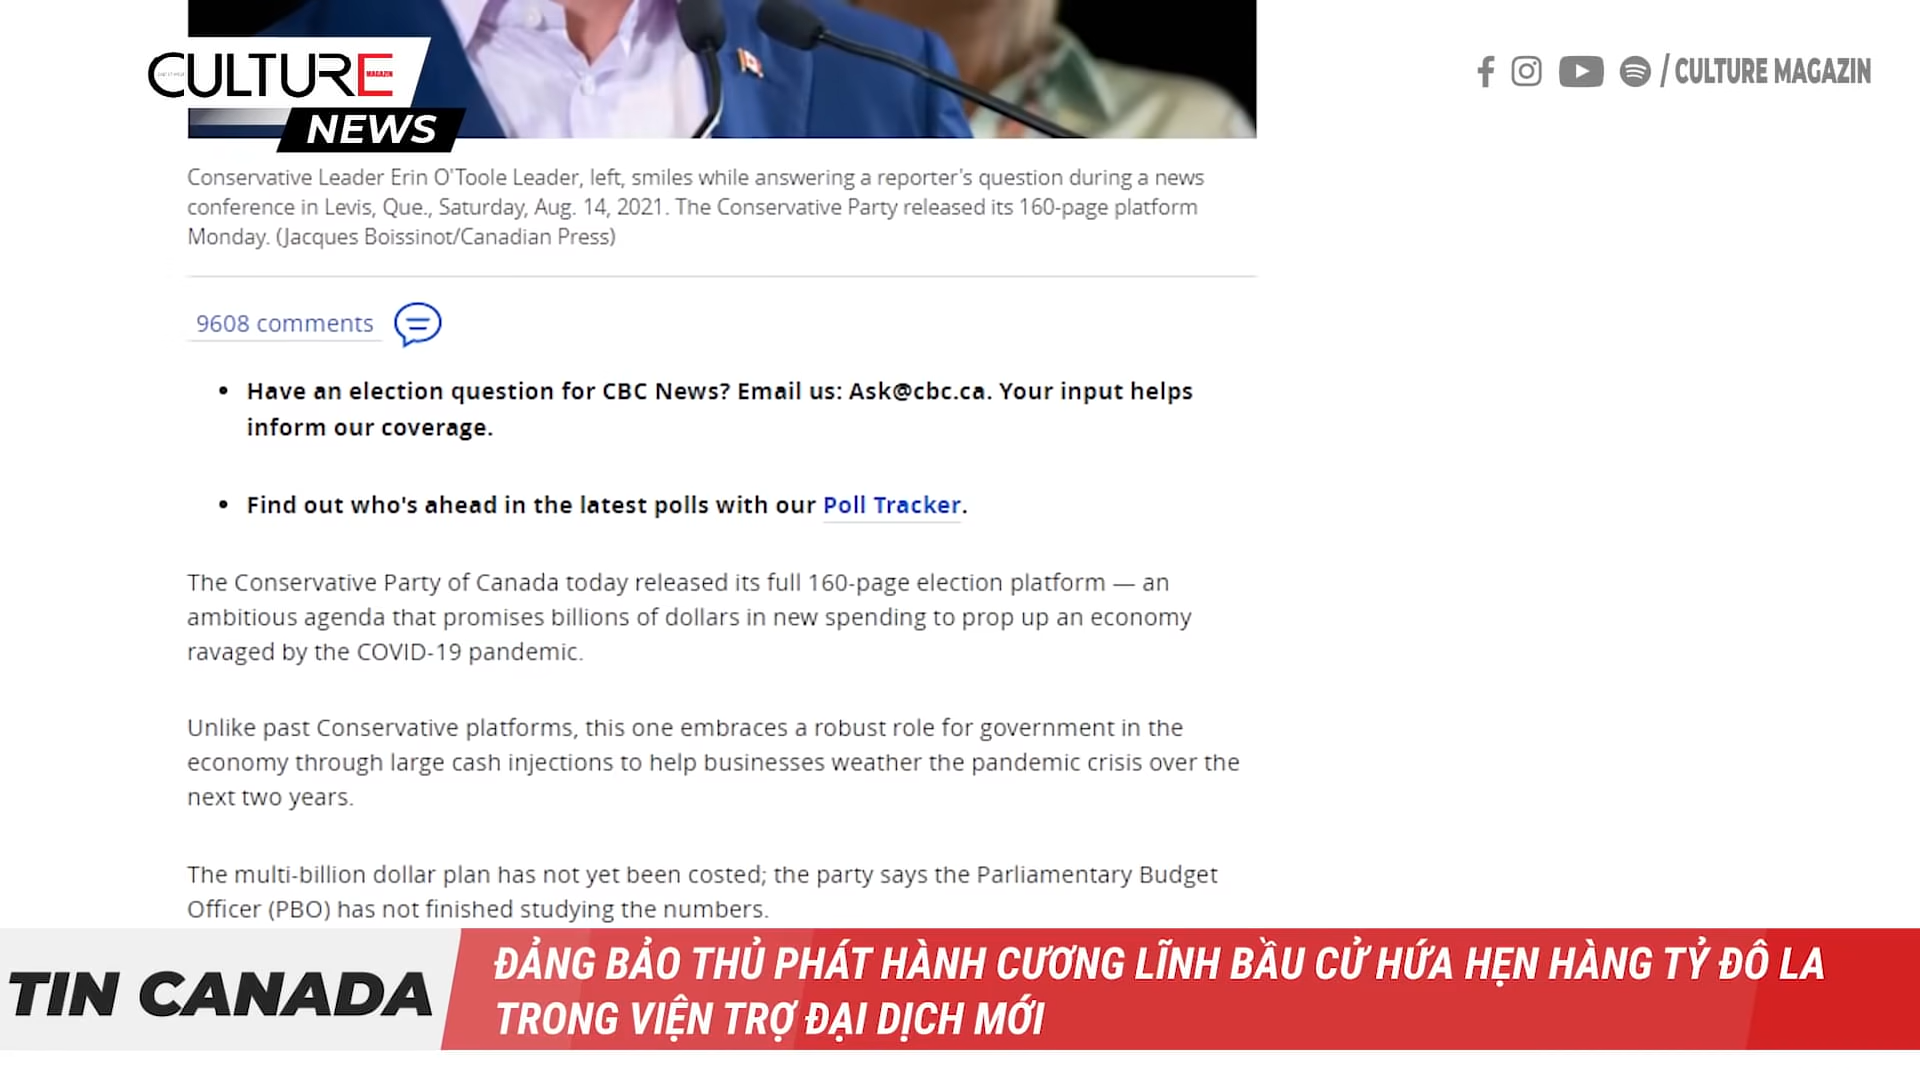 CULTURE
MAGAZIN
NEWS
/ CULTURE MAGAZIN
Conservative Leader Erin O'Toole Leader, left, smiles while answering a reporter's question during a news
conference in Levis, Que., Saturday, Aug. 14, 2021. The Conservative Party released its 160-page platform
Monday. (Jacques Boissinot/Canadian Press)
9608 comments
• Have an election question for CBC News? Email us: Ask@cbc.ca. Your input helps
inform our coverage.
• Find out who's ahead in the latest polls with our Poll Tracker.
The Conservative Party of Canada today released its full 160-page election platform — an
ambitious agenda that promises billions of dollars in new spending to prop up an economy
ravaged by the COVID-19 pandemic.
Unlike past Conservative platforms, this one embraces a robust role for government in the
economy through large cash injections to help businesses weather the pandemic crisis over the
next two years.
The multi-billion dollar plan has not yet been costed; the party says the Parliamentary Budget
Officer (PBO) has not finished studying the numbers.
TIN CANADA
ĐẢNG BẢO THỦ PHÁT HÀNH CƯƠNG LĨNH BẦU CỬ HỨA HẸN HÀNG TỶ ĐÔ LA
TRONG VIỆN TRỢ ĐẠI DỊCH MỚI